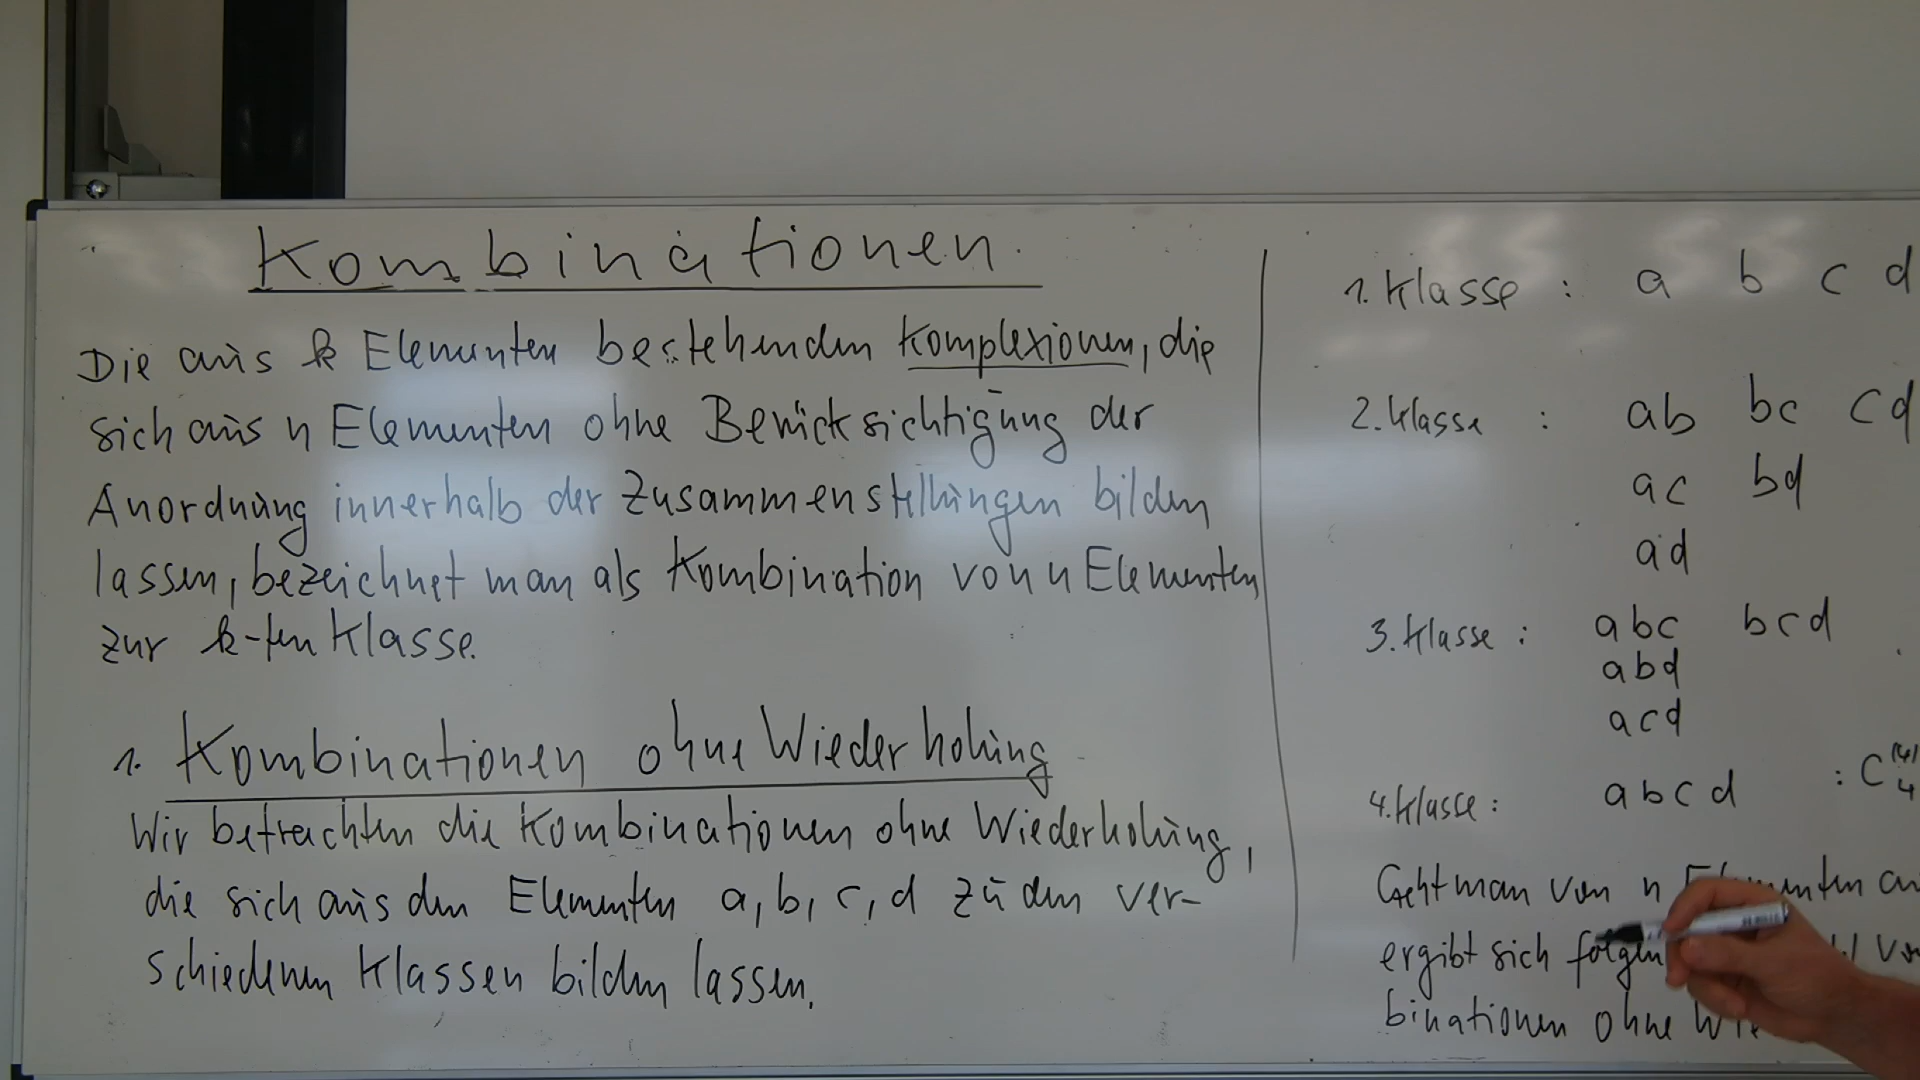 Kombinationen
Die aus k Elementen bestehenden Komplexionen, die
sich aus n Elementen ohne Berücksichtigung der
Anordnung innerhalb der Zusammenstellungen bilden
lassen, bezeichnet man als Kombination von n Elementen
zur k-ten Klasse.
1. Kombinationen ohne Wiederholung
Wir betrachten die Kombinationen ohne Wiederholung,
die sich aus den Elementen a, b, c, d zu den ver-
schiedenen Klassen bilden lassen.
1. Klasse : a b c d
2. Klasse : ab bc cd
ac bd
ad
3. Klasse : abc bcd
abd
acd
4. Klasse : abcd : C
Geht man von n Elementen
ergibt sich
binationen ohne